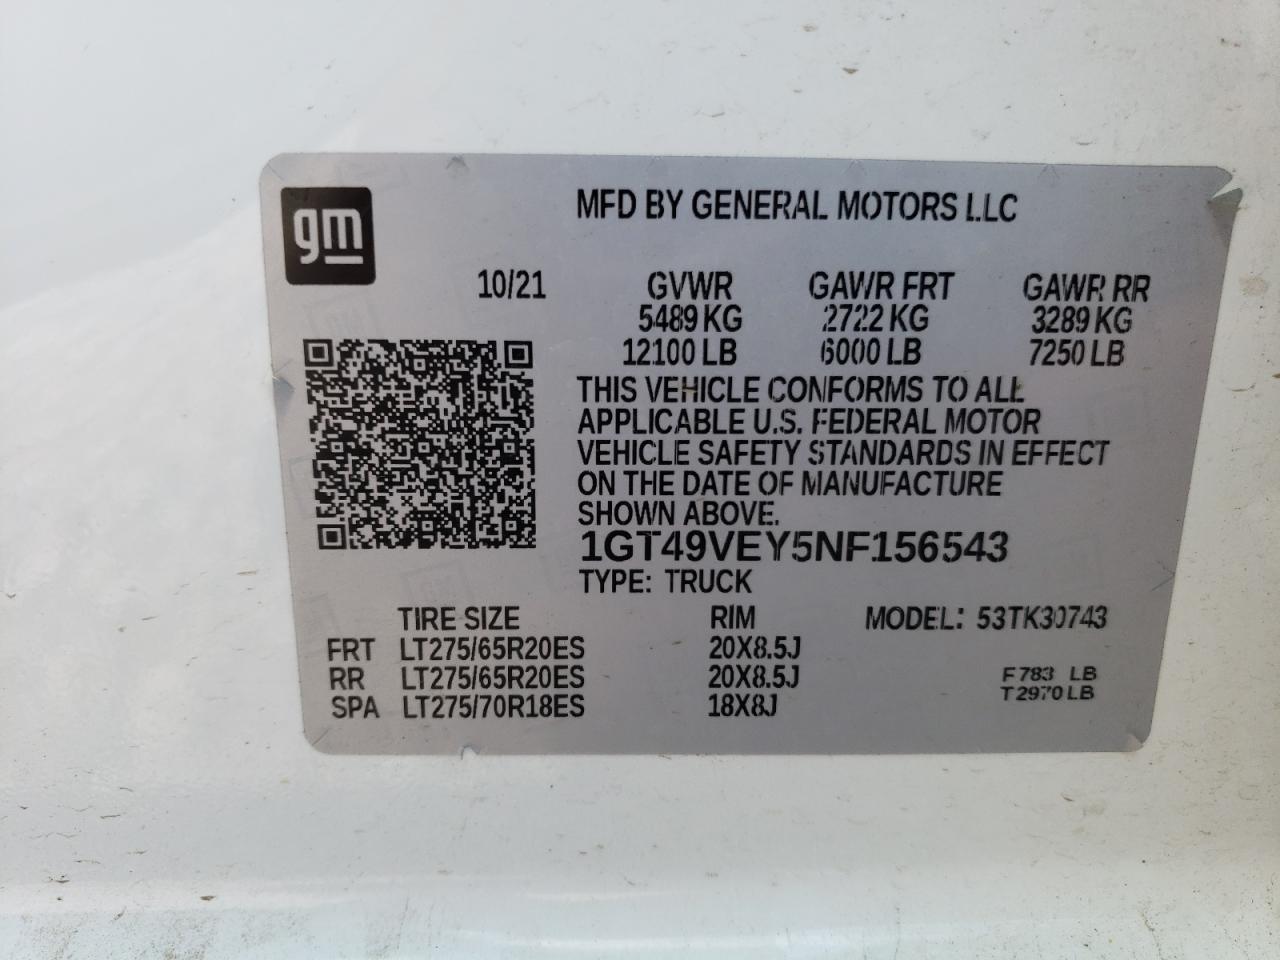 gm
MFD BY GENERAL MOTORS LLC
10/21 GVWR GAWR FRT GAWR RR
5489 KG 2722 KG 3289 KG
12100 LB 6000 LB 7250 LB
THIS VEHICLE CONFORMS TO ALL
APPLICABLE U.S. FEDERAL MOTOR
VEHICLE SAFETY STANDARDS IN EFFECT
ON THE DATE OF MANUFACTURE
SHOWN ABOVE.
1GT49VEY5NF156543
TYPE: TRUCK
TIRE SIZE RIM MODEL: 53TK30743
FRT LT275/65R20ES 20X8.5J
RR LT275/65R20ES 20X8.5J F783 LB
SPA LT275/70R18ES 18X8J T2970 LB